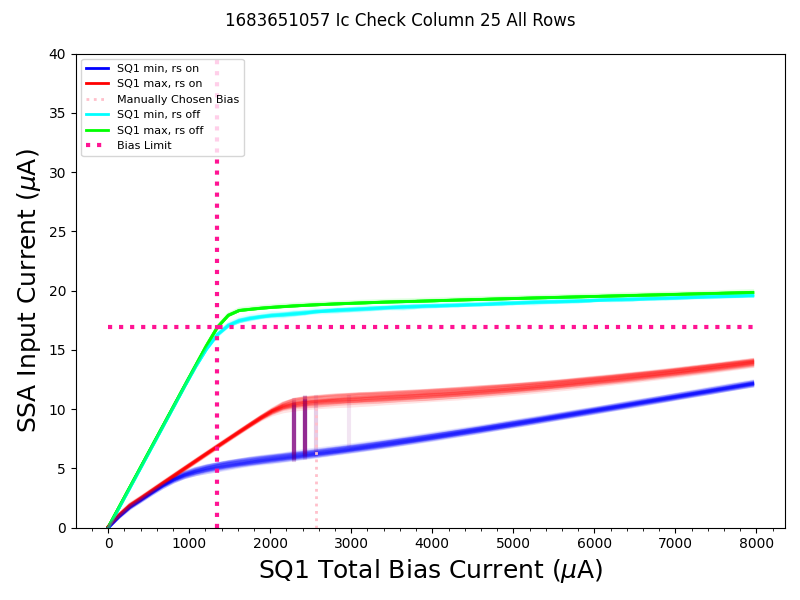 1683651057 Ic Check Column 25 All Rows
40
35
30
25
20
15
10
5
0
SSA Input Current (μA)
SQ1 min, rs on
SQ1 max, rs on
Manually Chosen Bias
SQ1 min, rs off
SQ1 max, rs off
Bias Limit
0 1000 2000 3000 4000 5000 6000 7000 8000
SQ1 Total Bias Current (μA)